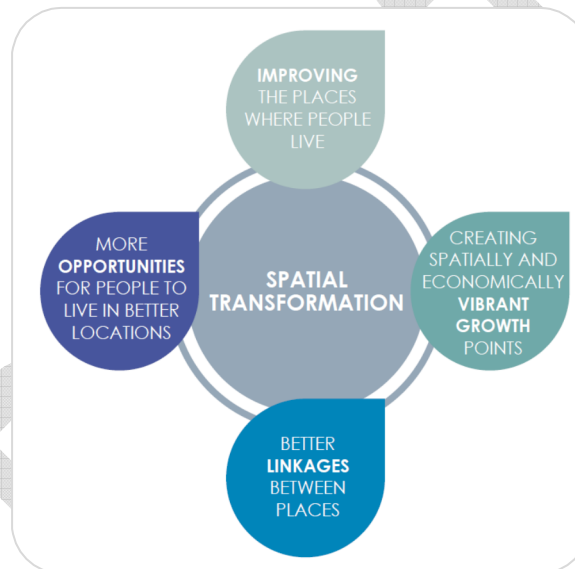 IMPROVING
THE PLACES
WHERE PEOPLE
LIVE
MORE
OPPORTUNITIES
FOR PEOPLE TO
LIVE IN BETTER
LOCATIONS
SPATIAL
TRANSFORMATION
CREATING
SPATIALLY AND
ECONOMICALLY
VIBRANT
GROWTH
POINTS
BETTER
LINKAGES
BETWEEN
PLACES